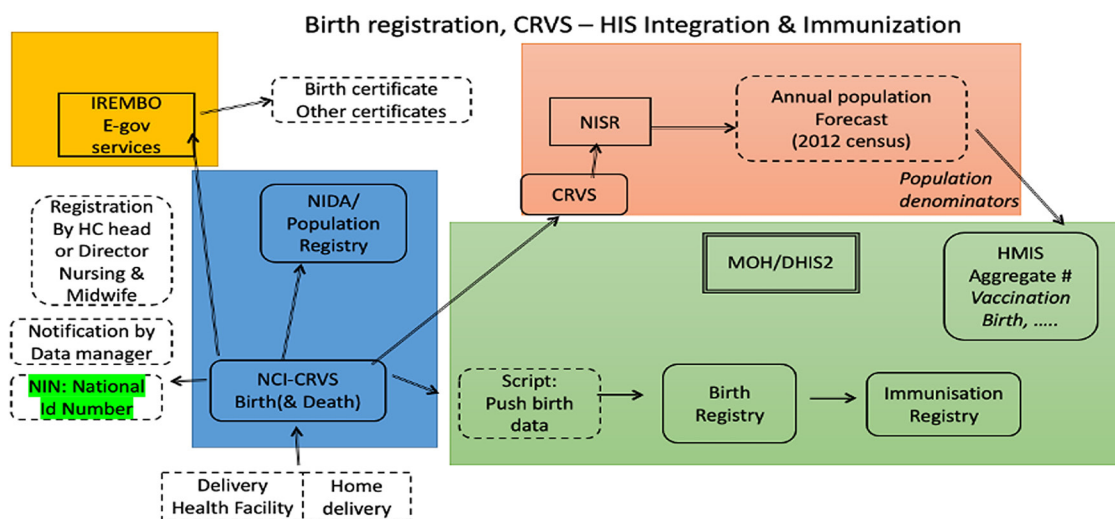 Birth registration, CRVS – HIS Integration & Immunization
IREMBO
E-gov
services
Birth certificate
Other certificates
NISR
Annual population
Forecast
(2012 census)
CRVS
Population
denominators
Registration
By HC head
or Director
Nursing &
Midwife
NIDA/
Population
Registry
MOH/DHIS2
HMIS
Aggregate #
Vaccination
Birth, .....
Notification by
Data manager
NIN: National
Id Number
NCI-CRVS
Birth(& Death)
Script:
Push birth
data
Birth
Registry
Immunisation
Registry
Delivery
Health Facility
Home
delivery